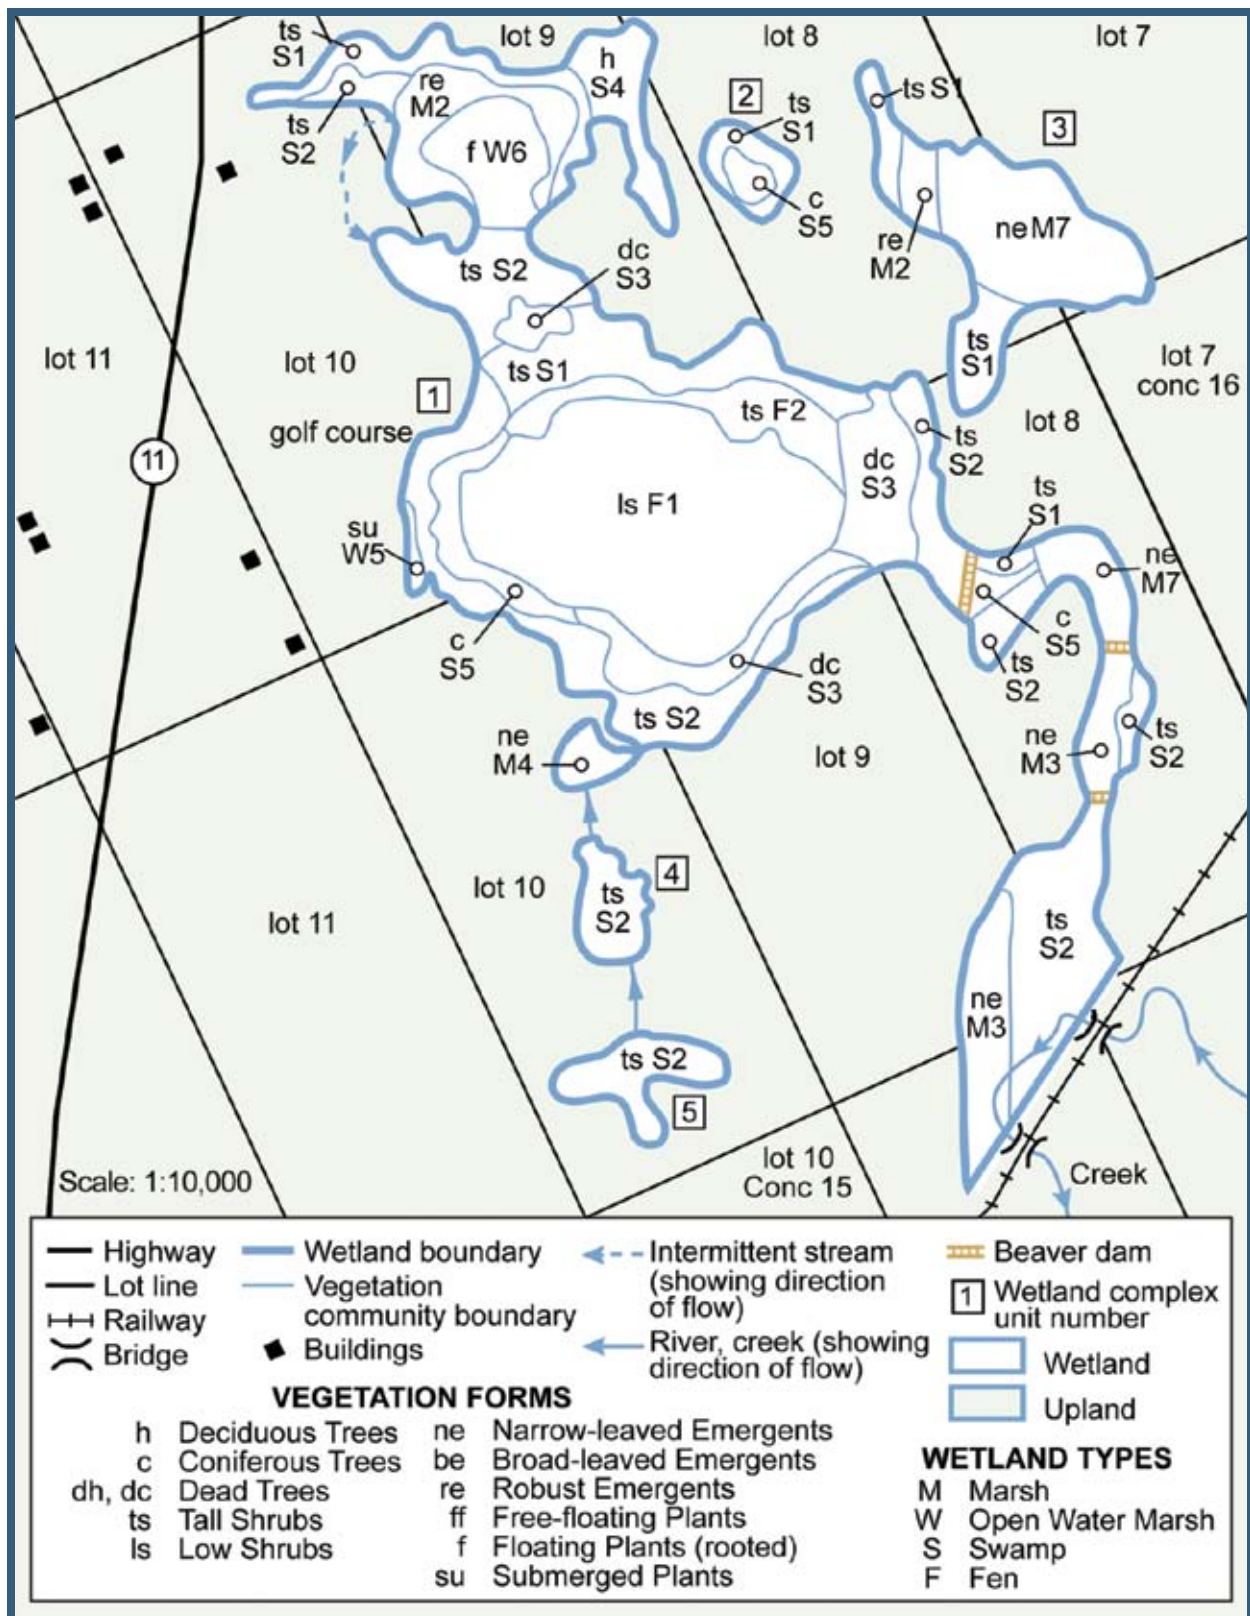 ts
S1
lot 9
lot 8
lot 7
h
S4
re
M2
ts
S2
f W6
2
ts
S1
ts S1
3
c
S5
re
M2
ne M7
ts S2
dc
S3
lot 11
lot 10
ts S1
ts
S1
lot 7
conc 16
1
golf course
ts F2
lot 8
11
dc
S3
ts
S2
ls F1
ts
S1
su
W5
ne
M7
c
S5
c
S5
dc
S3
ts
S2
ts S2
ne
M4
lot 9
ne
M3
ts
S2
lot 10
4
ts
S2
lot 11
ts
S2
ne
M3
ts S2
5
Scale: 1:10,000
lot 10
Conc 15
Creek
Highway
Lot line
Railway
Bridge
Wetland boundary
Vegetation
community boundary
Buildings
Intermittent stream
(showing direction
of flow)
River, creek (showing
direction of flow)
Beaver dam
1 Wetland complex
unit number
Wetland
Upland
VEGETATION FORMS
h Deciduous Trees
c Coniferous Trees
dh, dc Dead Trees
ts Tall Shrubs
ls Low Shrubs
ne Narrow-leaved Emergents
be Broad-leaved Emergents
re Robust Emergents
ff Free-floating Plants
f Floating Plants (rooted)
su Submerged Plants
WETLAND TYPES
M Marsh
W Open Water Marsh
S Swamp
F Fen